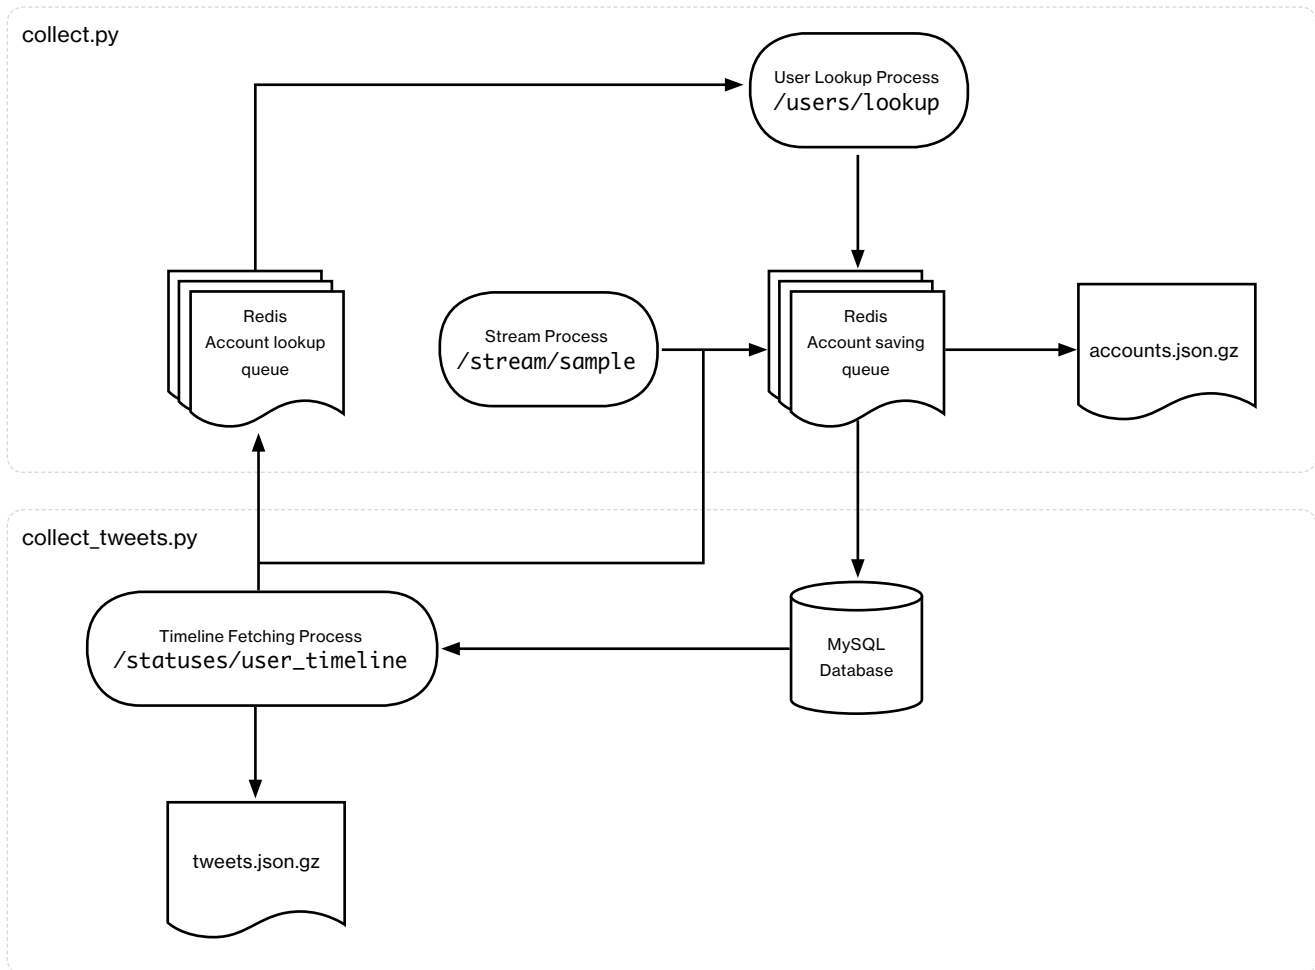 collect.py
User Lookup Process
/users/lookup
Redis
Account lookup
queue
Stream Process
/stream/sample
Redis
Account saving
queue
accounts.json.gz
collect_tweets.py
Timeline Fetching Process
/statuses/user_timeline
MySQL
Database
tweets.json.gz